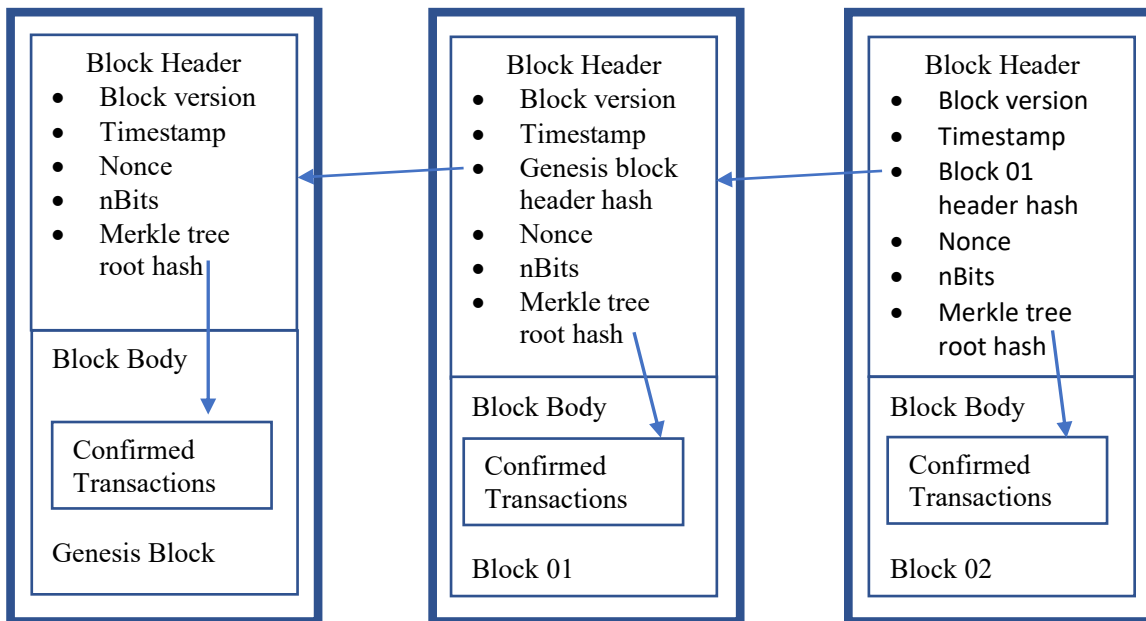 Block Header
• Block version
• Timestamp
• Nonce
• nBits
• Merkle tree
root hash
Block Body
Confirmed
Transactions
Genesis Block
Block Header
• Block version
• Timestamp
• Genesis block
header hash
• Nonce
• nBits
• Merkle tree
root hash
Block Body
Confirmed
Transactions
Block 01
Block Header
• Block version
• Timestamp
• Block 01
header hash
• Nonce
• nBits
• Merkle tree
root hash
Block Body
Confirmed
Transactions
Block 02